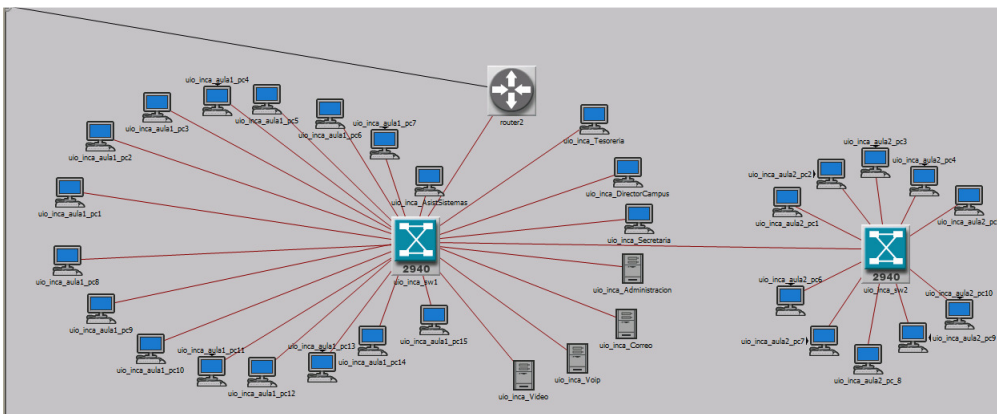 uio_inca_aula1_pc4
uio_inca_aula1_pc5
uio_inca_aula1_pc3
uio_inca_aula1_pc7
uio_inca_aula1_pc6
router2
uio_inca_Tesoreria
uio_inca_aula1_pc2
uio_inca_AsistSistemas
uio_inca_DirectorCampus
uio_inca_aula1_pc1
uio_inca_Secretaria
2940
uio_inca_sw1
uio_inca_aula1_pc8
uio_inca_Administracion
uio_inca_aula1_pc9
uio_inca_Correo
uio_inca_aula1_pc15
uio_inca_aula1_pc13
uio_inca_aula1_pc11
uio_inca_aula1_pc14
uio_inca_aula1_pc10
uio_inca_aula1_pc12
uio_inca_Video
uio_inca_Voip
uio_inca_aula2_pc3
uio_inca_aula2_pc4
uio_inca_aula2_pc2
uio_inca_aula2_pc1
uio_inca_aula2_pc
2940
uio_inca_sw2
uio_inca_aula2_pc6
uio_inca_aula2_pc10
uio_inca_aula2_pc7
uio_inca_aula2_pc9
uio_inca_aula2_pc_8